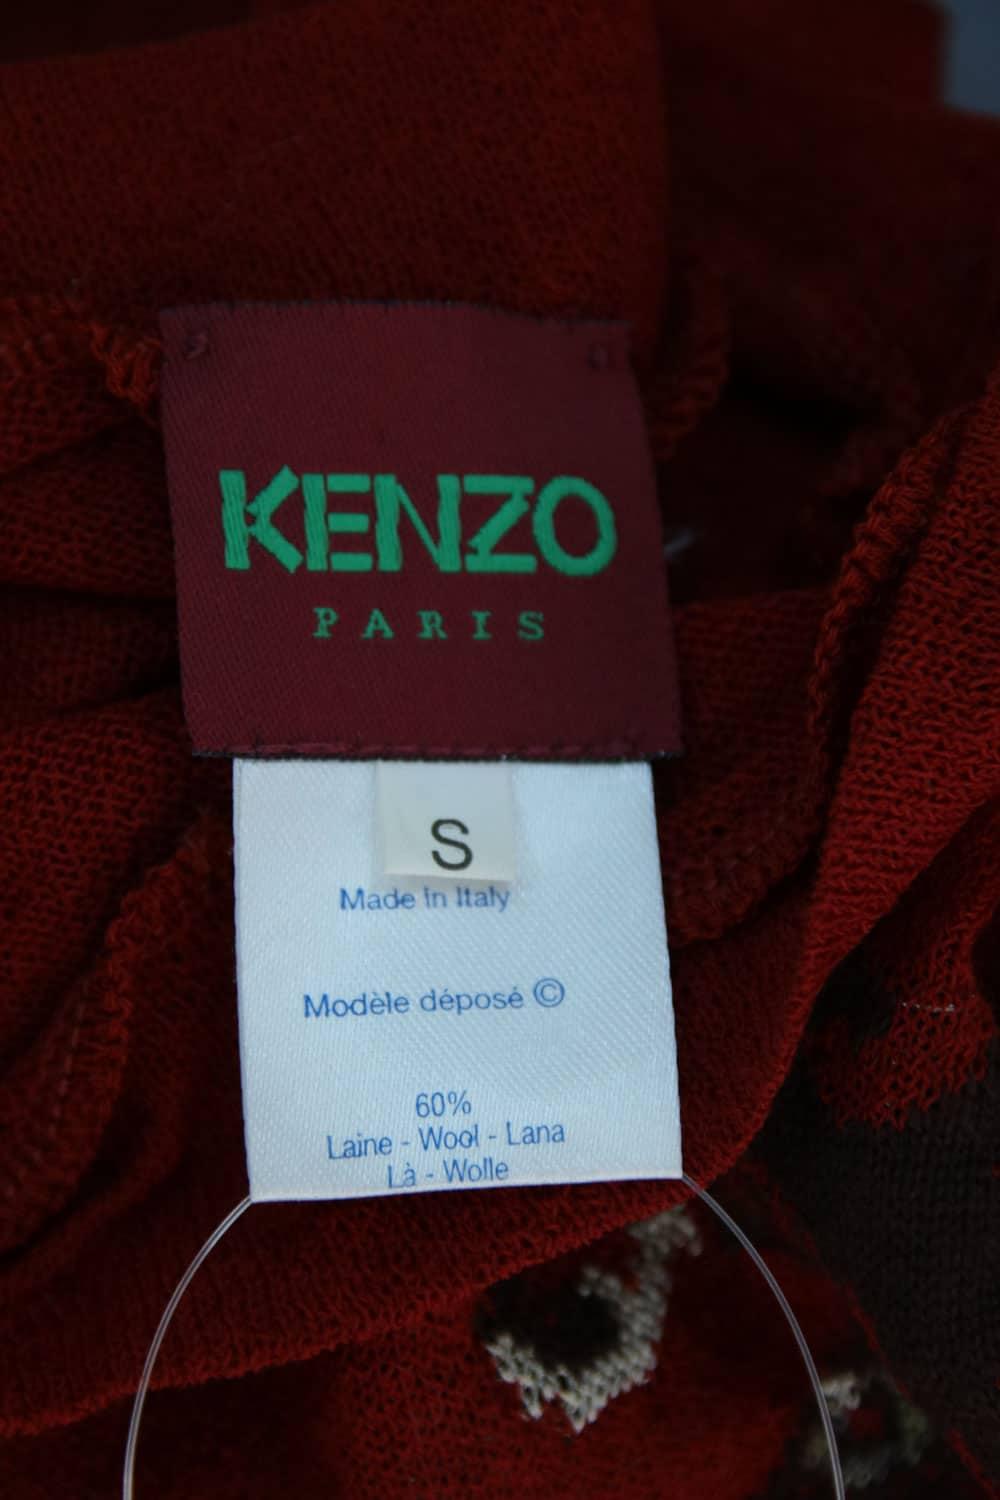 KENZO
PARIS
S
Made in Italy
Modèle déposé ©
60%
Laine - Wool - Lana
Là - Wolle